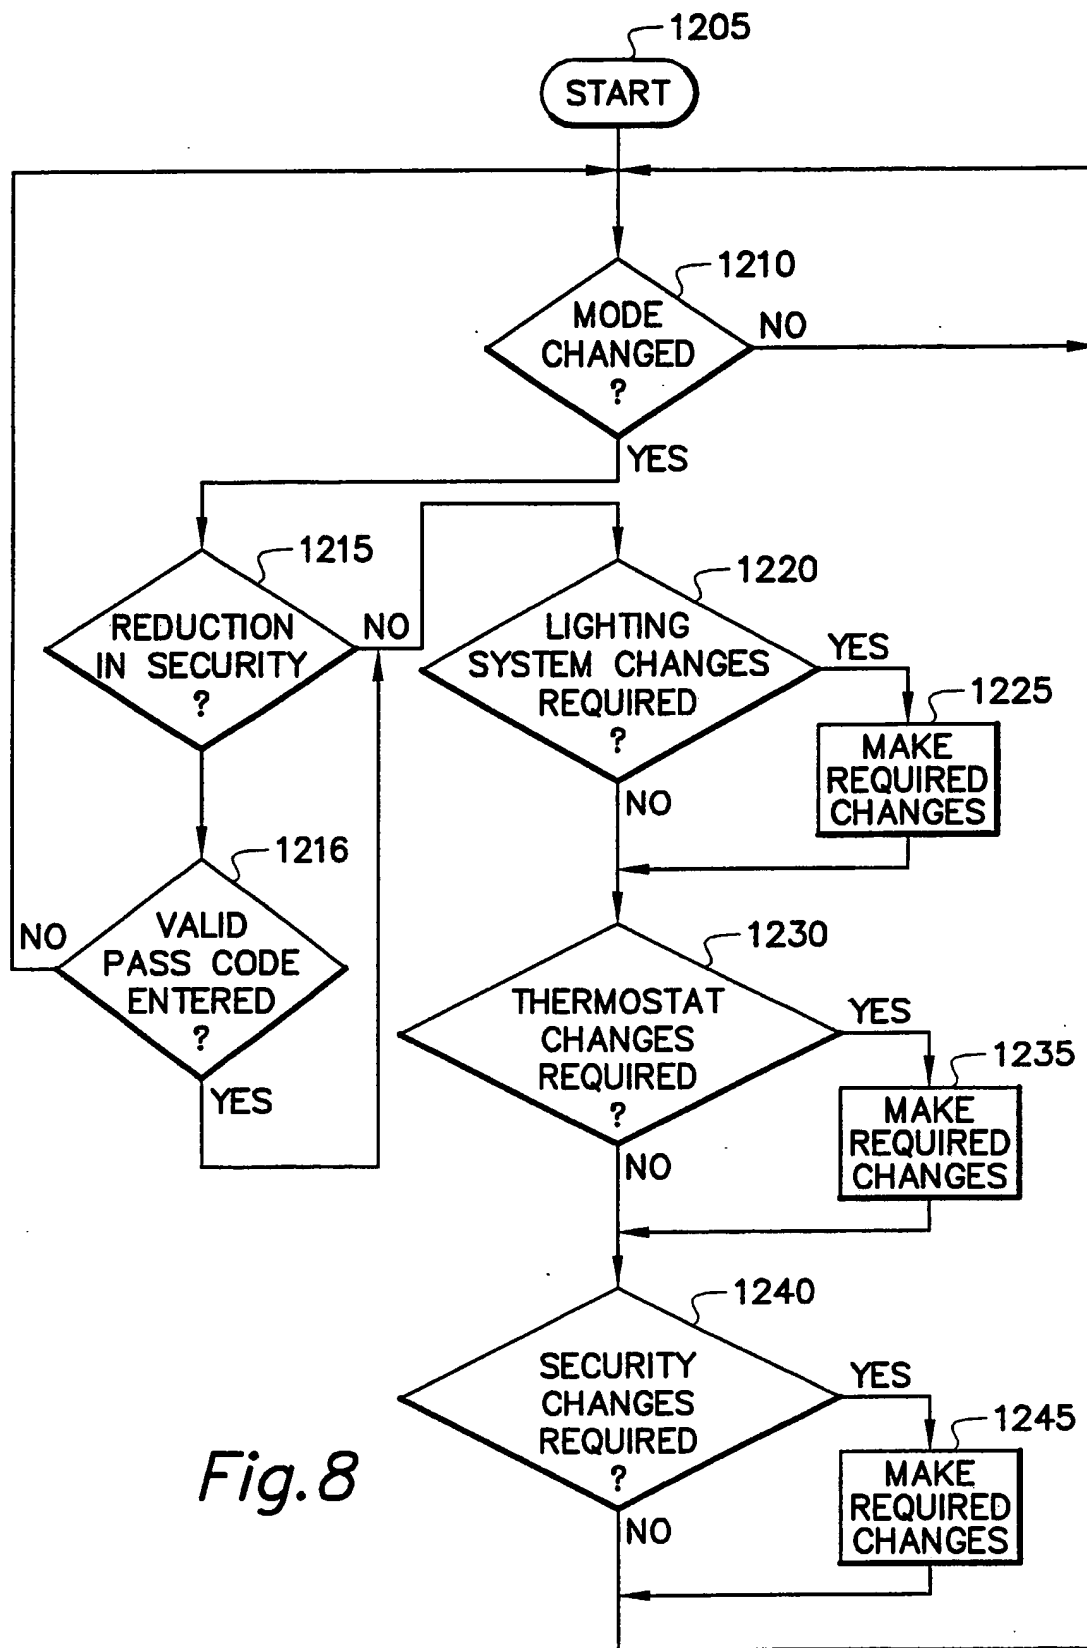 1205
START
1210
MODE
CHANGED
?
NO
YES
1215
REDUCTION
IN SECURITY
?
NO
1220
LIGHTING
SYSTEM CHANGES
REQUIRED
?
YES
NO
1225
MAKE
REQUIRED
CHANGES
1216
VALID
PASS CODE
ENTERED
?
NO
YES
1230
THERMOSTAT
CHANGES
REQUIRED
?
YES
NO
1235
MAKE
REQUIRED
CHANGES
1240
SECURITY
CHANGES
REQUIRED
?
YES
NO
1245
MAKE
REQUIRED
CHANGES
Fig.8